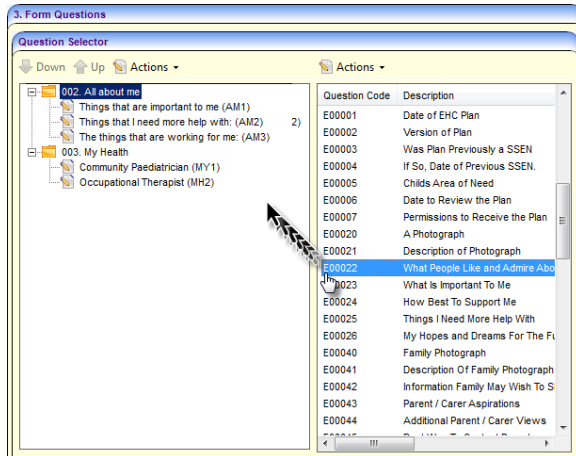 3. Form Questions
Question Selector
Down Up Actions
002. All about me
Things that are important to me (AM1)
Things that I need more help with: (AM2) 2)
The things that are working for me: (AM3)
003. My Health
Community Paediatrician (MY1)
Occupational Therapist (MH2)
Actions
Question Code Description
E00001 Date of EHC Plan
E00002 Version of Plan
E00003 Was Plan Previously a SSEN
E00004 If So, Date of Previous SSEN.
E00005 Childs Area of Need
E00006 Date to Review the Plan
E00007 Permissions to Receive the Plan
E00020 A Photograph
E00021 Description of Photograph
E00022 What People Like and Admire Abo
E00023 What Is Important To Me
E00024 How Best To Support Me
E00025 Things I Need More Help With
E00026 My Hopes and Dreams For The Fu
E00040 Family Photograph
E00041 Description Of Family Photograph
E00042 Information Family May Wish To S
E00043 Parent / Carer Aspirations
E00044 Additional Parent / Carer Views